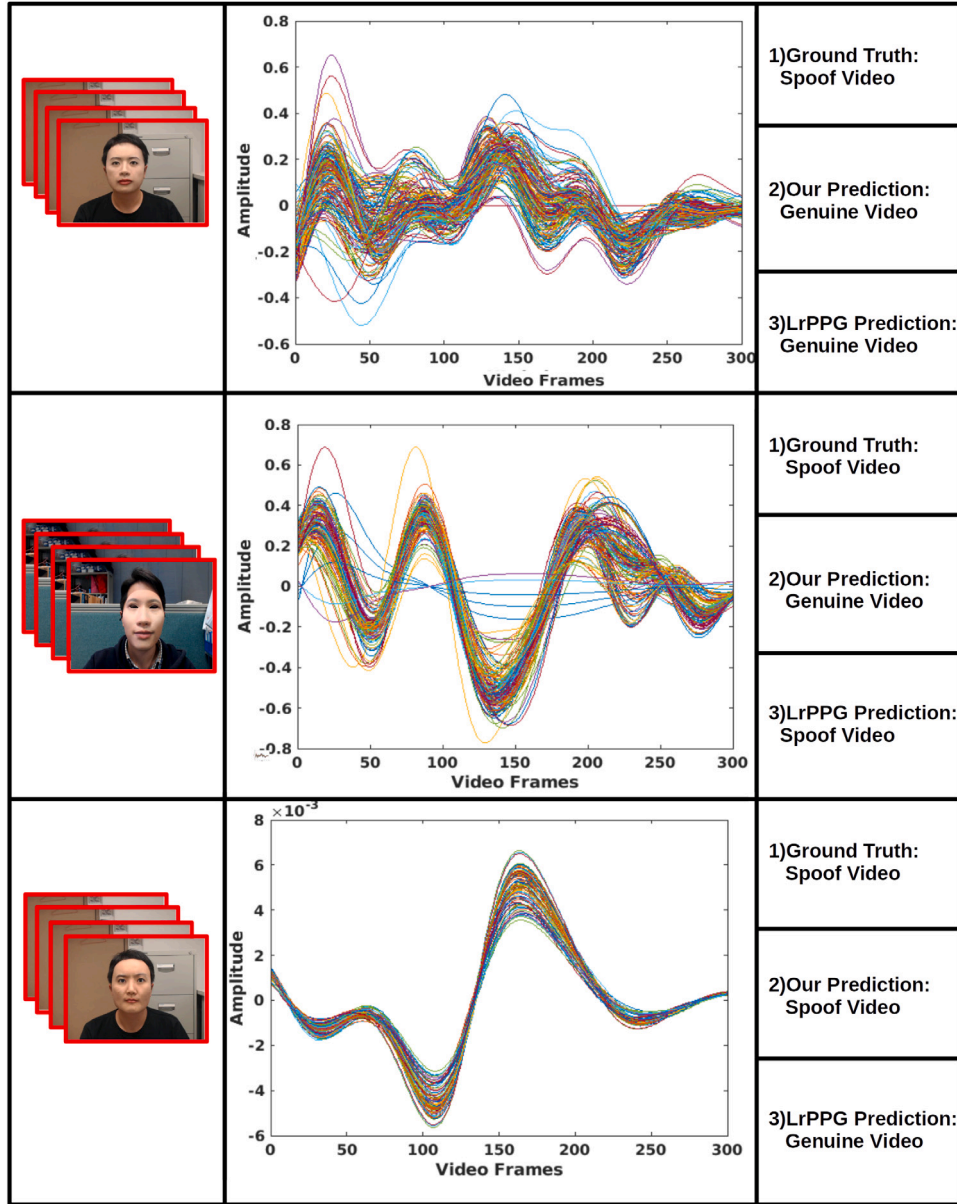 0.8
0.6
0.4
0.2
0
-0.2
-0.4
-0.6
Amplitude
0 50 100 150 200 250 300
Video Frames
1)Ground Truth:
Spoof Video
2)Our Prediction:
Genuine Video
3)LrPPG Prediction:
Genuine Video
0.8
0.6
0.4
0.2
0
-0.2
-0.4
-0.6
-0.8
Amplitude
0 50 100 150 200 250 300
Video Frames
1)Ground Truth:
Spoof Video
2)Our Prediction:
Genuine Video
3)LrPPG Prediction:
Spoof Video
×10⁻³
8
6
4
2
0
-2
-4
-6
Amplitude
0 50 100 150 200 250 300
Video Frames
1)Ground Truth:
Spoof Video
2)Our Prediction:
Spoof Video
3)LrPPG Prediction:
Genuine Video